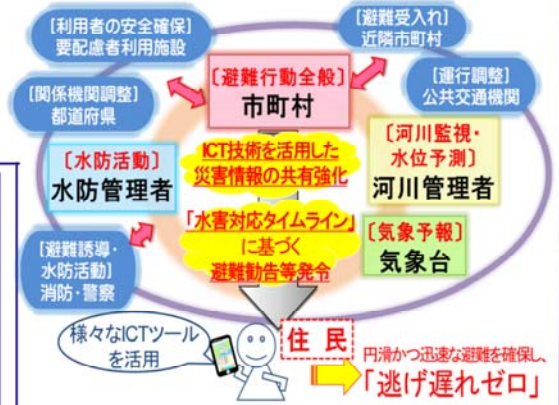 ［利用者の安全確保］
要配慮者利用施設
［避難受入れ］
近隣市町村
［関係機関調整］
都道府県
［避難行動全般］
市町村
［運行調整］
公共交通機関
［水防活動］
水防管理者
ICT技術を活用した
災害情報の共有強化
［河川監視・
水位予測］
河川管理者
「水害対応タイムライン」
に基づく
避難勧告等発令
［気象予報］
気象台
［避難誘導・
水防活動］
消防・警察
様々なICTツール
を活用
住民
円滑かつ迅速な避難を確保し、
「逃げ遅れゼロ」